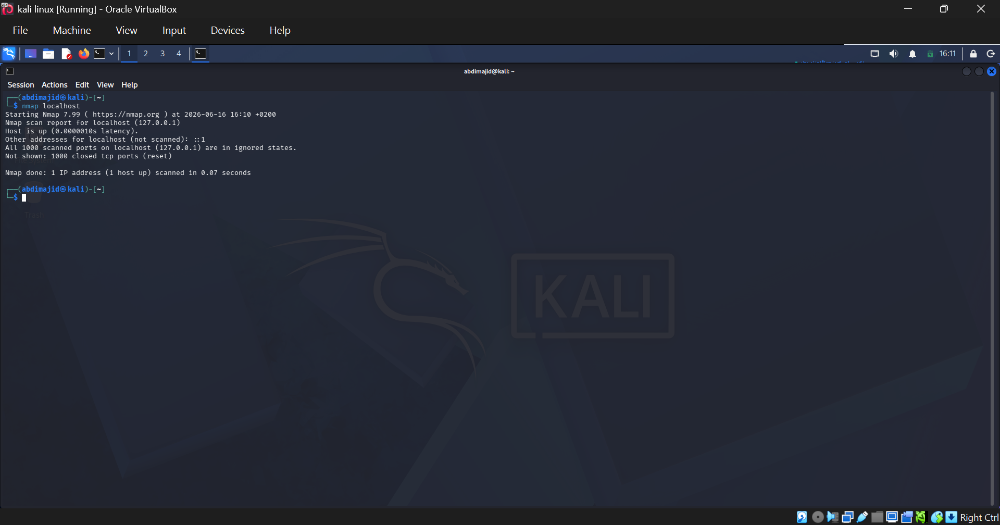 kali linux [Running] - Oracle VirtualBox
File Machine View Input Devices Help
1 2 3 4 16:11
abdimajid@kali: ~
Session Actions Edit View Help
┌──(abdimajid㉿kali)-[~]
└─$ nmap localhost
Starting Nmap 7.99 ( https://nmap.org ) at 2026-06-16 16:10 +0200
Nmap scan report for localhost (127.0.0.1)
Host is up (0.0000010s latency).
Other addresses for localhost (not scanned): ::1
All 1000 scanned ports on localhost (127.0.0.1) are in ignored states.
Not shown: 1000 closed tcp ports (reset)
File System
Nmap done: 1 IP address (1 host up) scanned in 0.07 seconds
┌──(abdimajid㉿kali)-[~]
└─$
Trash
KALI
Right Ctrl